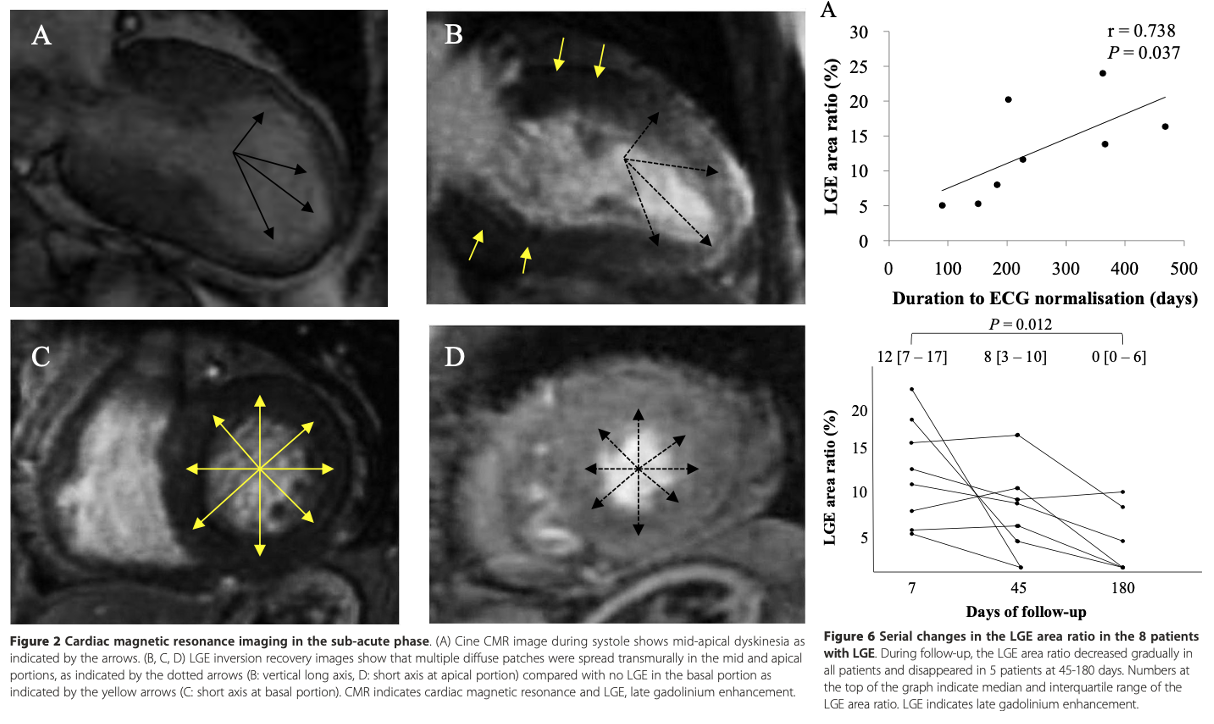 A
B
C
D
Figure 2 Cardiac magnetic resonance imaging in the sub-acute phase. (A) Cine CMR image during systole shows mid-apical dyskinesia as
indicated by the arrows. (B, C, D) LGE inversion recovery images show that multiple diffuse patches were spread transmurally in the mid and apical
portions, as indicated by the dotted arrows (B: vertical long axis, D: short axis at apical portion) compared with no LGE in the basal portion as
indicated by the yellow arrows (C: short axis at basal portion). CMR indicates cardiac magnetic resonance and LGE, late gadolinium enhancement.
A
r = 0.738
P = 0.037
LGE area ratio (%)
30
25
20
15
10
5
0
0 100 200 300 400 500
Duration to ECG normalisation (days)
P = 0.012
12 [7 – 17] 8 [3 – 10] 0 [0 – 6]
LGE area ratio (%)
20
15
10
5
7 45 180
Days of follow-up
Figure 6 Serial changes in the LGE area ratio in the 8 patients
with LGE. During follow-up, the LGE area ratio decreased gradually in
all patients and disappeared in 5 patients at 45-180 days. Numbers at
the top of the graph indicate median and interquartile range of the
LGE area ratio. LGE indicates late gadolinium enhancement.